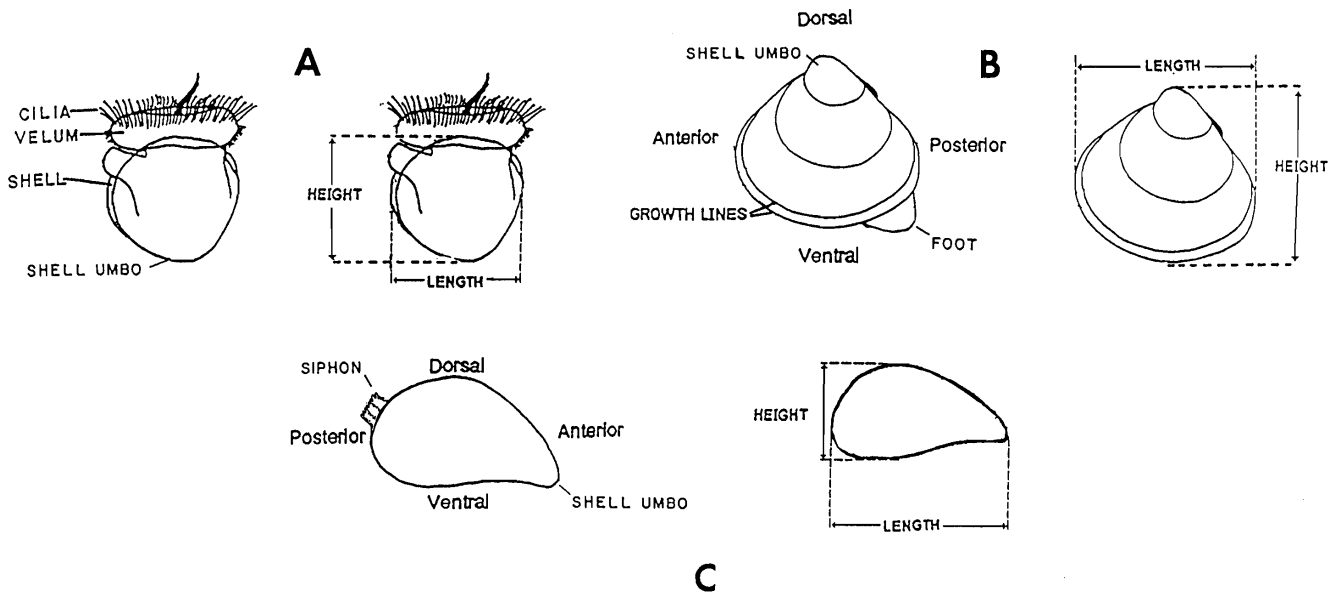 A
CILIA
VELUM
SHELL
SHELL UMBO
HEIGHT
LENGTH
B
Dorsal
SHELL UMBO
Anterior
Posterior
GROWTH LINES
FOOT
Ventral
LENGTH
HEIGHT
SIPHON
Dorsal
Posterior
Anterior
Ventral
SHELL UMBO
HEIGHT
LENGTH
C